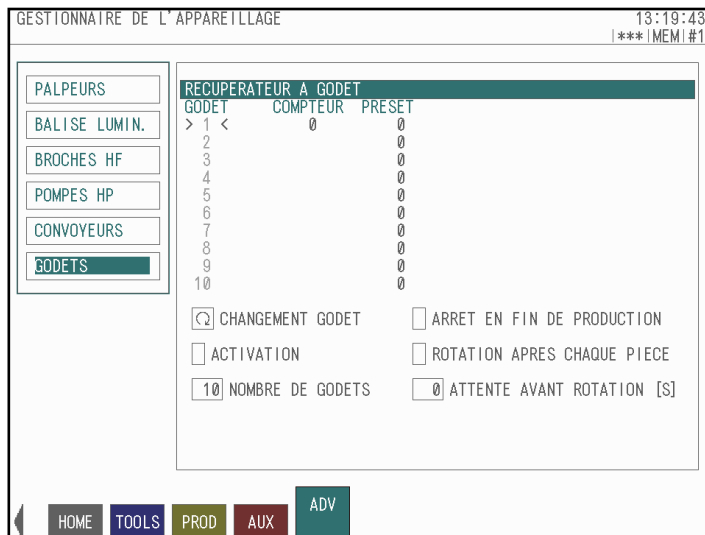 GESTIONNAIRE DE L'APPAREILLAGE
13:19:43
|***|MEM|#1
PALPEURS
BALISE LUMIN.
BROCHES HF
POMPES HP
CONVOYEURS
GODETS
RECUPERATEUR A GODET
GODET COMPTEUR PRESET
> 1 < 0 0
2 0
3 0
4 0
5 0
6 0
7 0
8 0
9 0
10 0
CHANGEMENT GODET
ARRET EN FIN DE PRODUCTION
ACTIVATION
ROTATION APRES CHAQUE PIECE
10 NOMBRE DE GODETS
0 ATTENTE AVANT ROTATION [S]
HOME TOOLS PROD AUX ADV